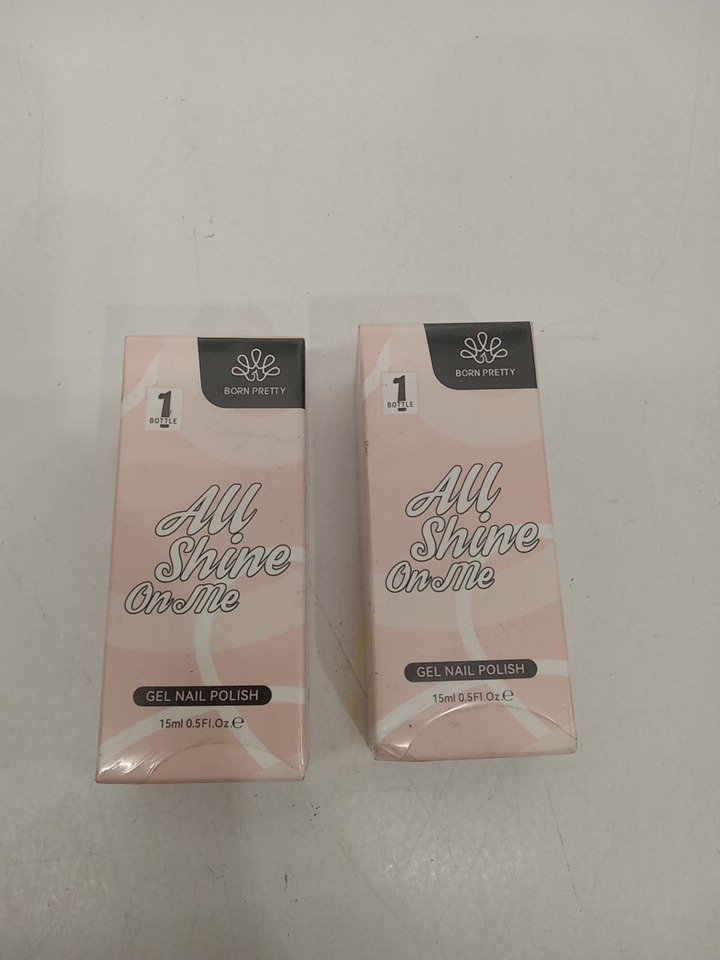 BORN PRETTY
1
BOTTLE
All
Shine
On Me
GEL NAIL POLISH
15ml 0.5Fl.Oz.℮
BORN PRETTY
1
BOTTLE
All
Shine
On Me
GEL NAIL POLISH
15ml 0.5Fl.Oz.℮